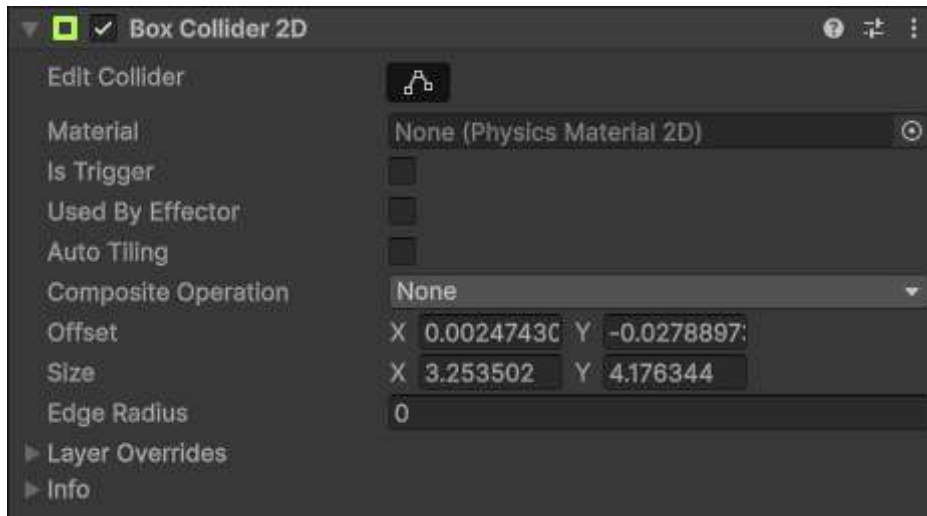 Box Collider 2D
Edit Collider
Material None (Physics Material 2D)
Is Trigger
Used By Effector
Auto Tiling
Composite Operation None
Offset X 0.00247430 Y -0.0278897
Size X 3.253502 Y 4.176344
Edge Radius 0
Layer Overrides
Info